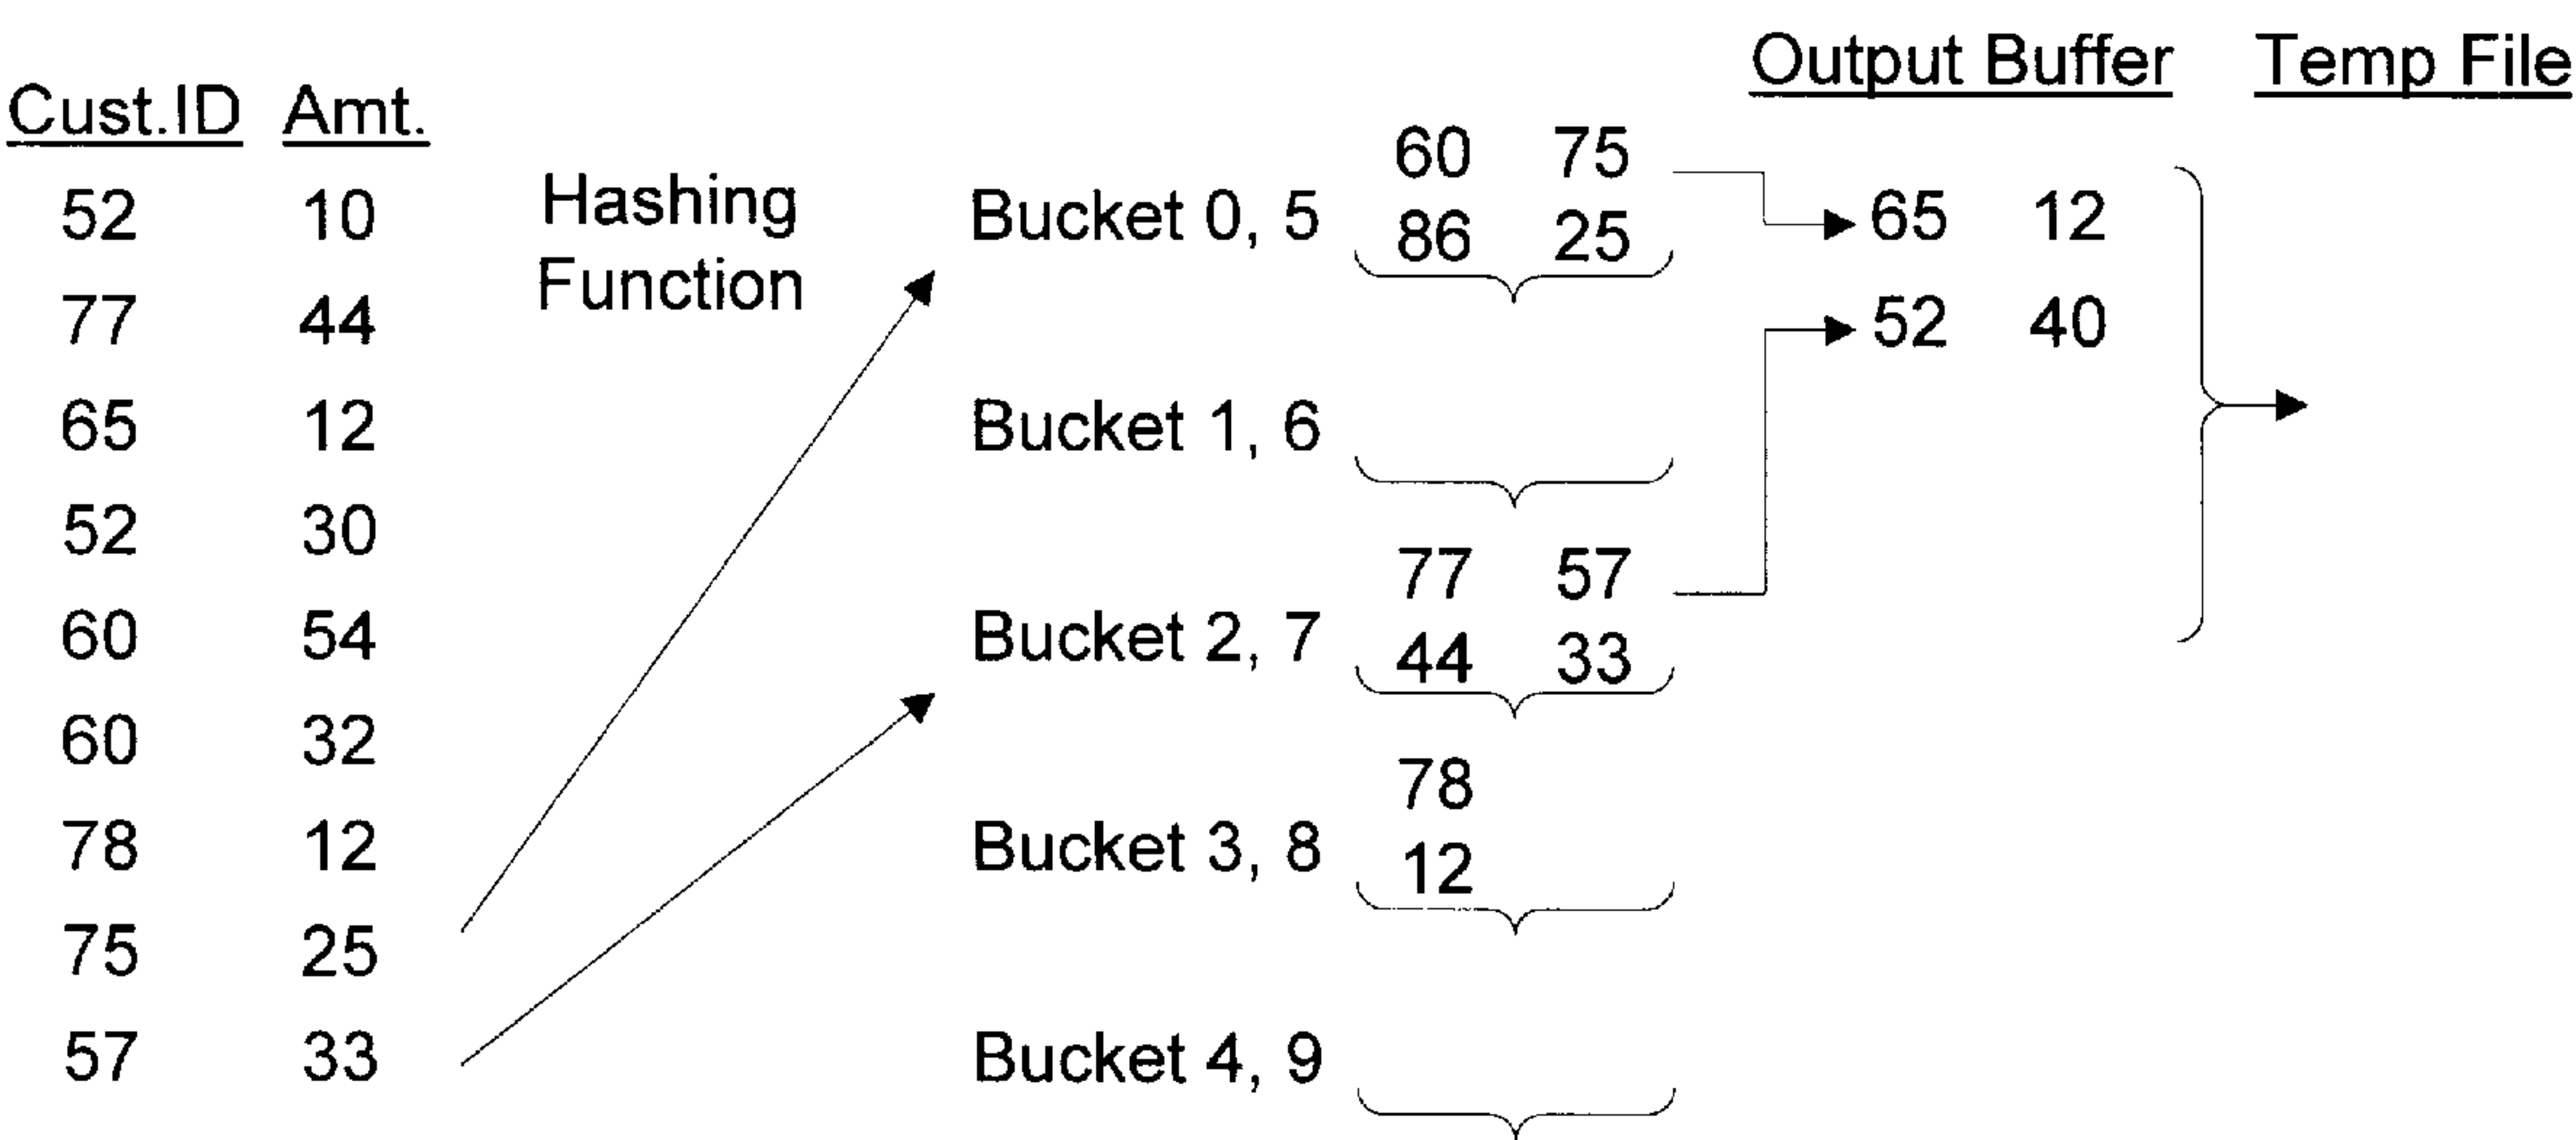 Output Buffer Temp File
Cust.ID Amt.
60 75
52 10 Hashing Bucket 0, 5 86 25 65 12
Function
77 44 52 40
65 12 Bucket 1, 6
52 30
77 57
60 54 Bucket 2, 7 44 33
60 32
78
78 12 Bucket 3, 8 12
75 25
57 33 Bucket 4, 9